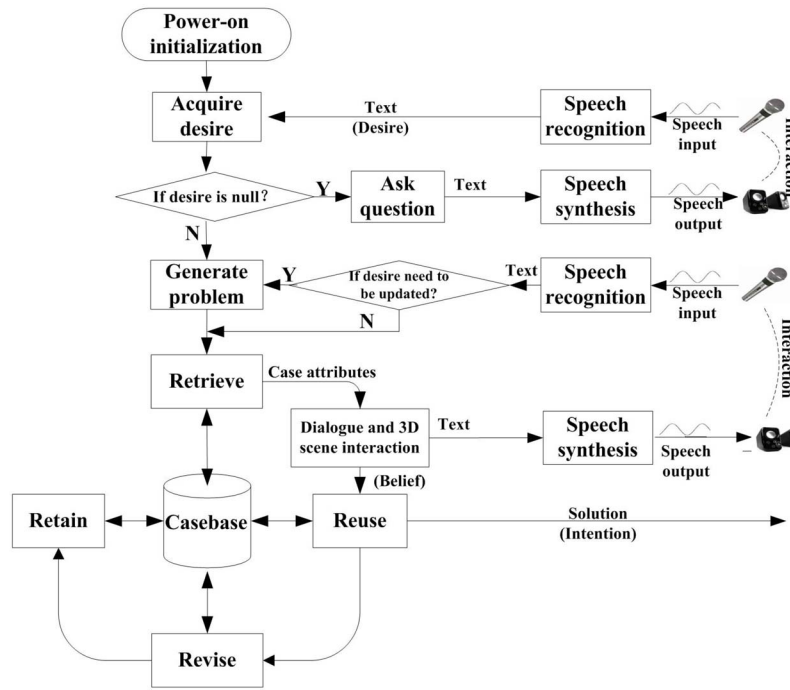 Power-on
initialization
Acquire
desire
Text
(Desire)
Speech
recognition
Speech
input
Interaction
If desire is null?
Y
Ask
question
Text
Speech
synthesis
Speech
output
N
Generate
problem
Y
If desire need to
be updated?
Text
Speech
recognition
Speech
input
N
Interaction
Retrieve
Case attributes
Dialogue and 3D
scene interaction
Text
Speech
synthesis
Speech
output
(Belief)
Retain
Casebase
Reuse
Solution
(Intention)
Revise